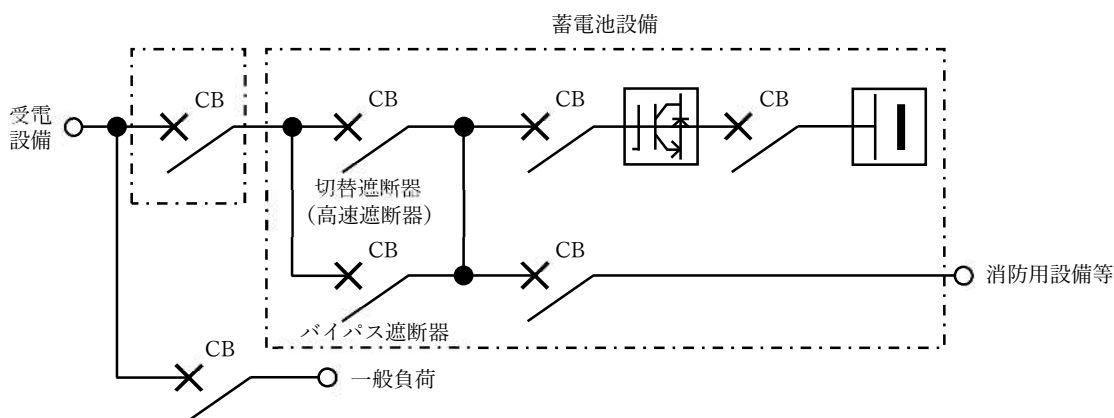 蓄電池設備
受電
設備
CB
CB
CB
CB
切替遮断器
（高速遮断器）
CB
CB
消防用設備等
バイパス遮断器
CB
一般負荷